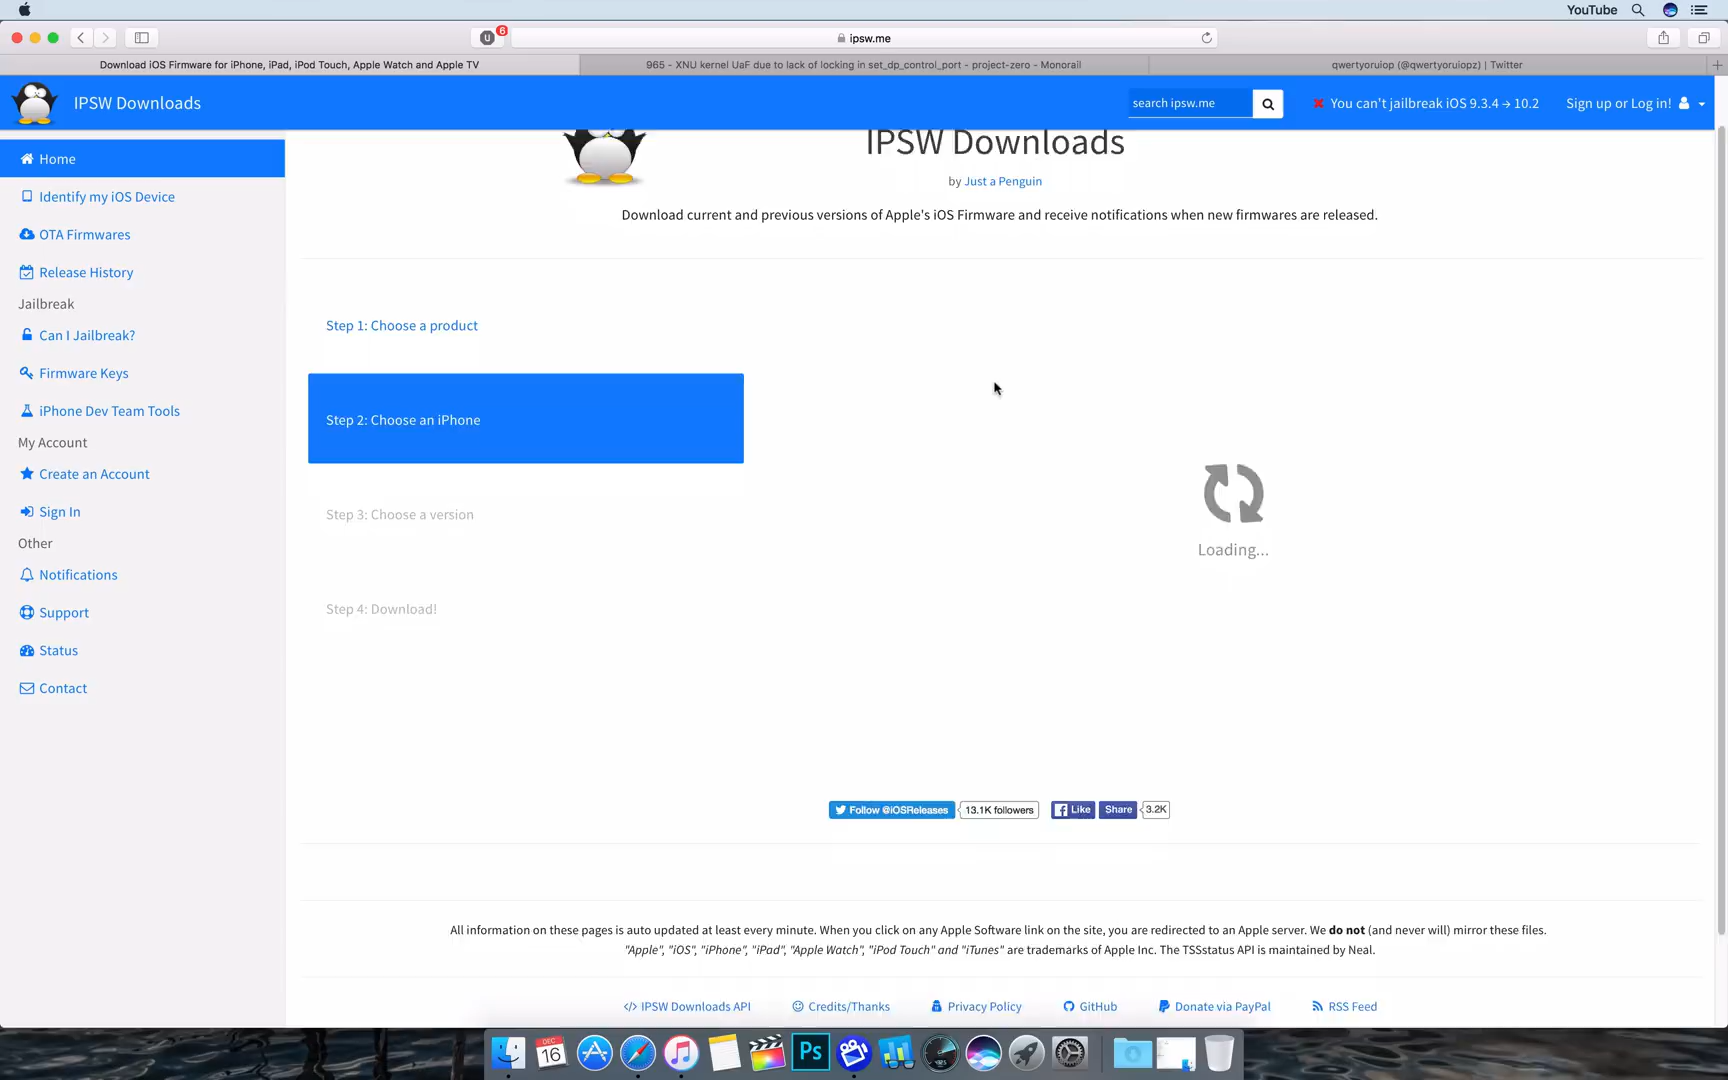 YouTube
U
6
ipsw.me
Download iOS Firmware for iPhone, iPad, iPod Touch, Apple Watch and Apple TV
965 - XNU kernel UaF due to lack of locking in set_dp_control_port - project-zero - Monorail
qwertyoruiop (@qwertyoruiopz) | Twitter
IPSW Downloads
search ipsw.me
You can't jailbreak iOS 9.3.4 → 10.2
Sign up or Log in!
Home
Identify my iOS Device
OTA Firmwares
Release History
Jailbreak
Can I Jailbreak?
Firmware Keys
iPhone Dev Team Tools
My Account
Create an Account
Sign In
Other
Notifications
Support
Status
Contact
IPSW Downloads
by Just a Penguin
Download current and previous versions of Apple's iOS Firmware and receive notifications when new firmwares are released.
Step 1: Choose a product
Step 2: Choose an iPhone
Step 3: Choose a version
Step 4: Download!
Loading...
Follow @iOSReleases
13.1K followers
Like
Share
3.2K
All information on these pages is auto updated at least every minute. When you click on any Apple Software link on the site, you are redirected to an Apple server. We do not (and never will) mirror these files.
"Apple", "iOS", "iPhone", "iPad", "Apple Watch", "iPod Touch" and "iTunes" are trademarks of Apple Inc. The TSSstatus API is maintained by Neal.
</> IPSW Downloads API
Credits/Thanks
Privacy Policy
GitHub
Donate via PayPal
RSS Feed
DEC
16
Ps